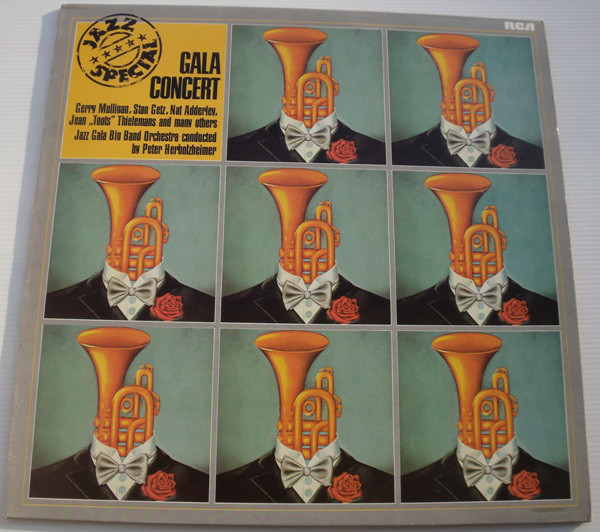 JAZZ
SPECIAL
GALA
CONCERT
Gerry Mulligan, Stan Getz, Nat Adderley,
Jean „Toots" Thielemans and many others
Jazz Gala Big Band Orchestra conducted
by Peter Herbolzheimer
RCA